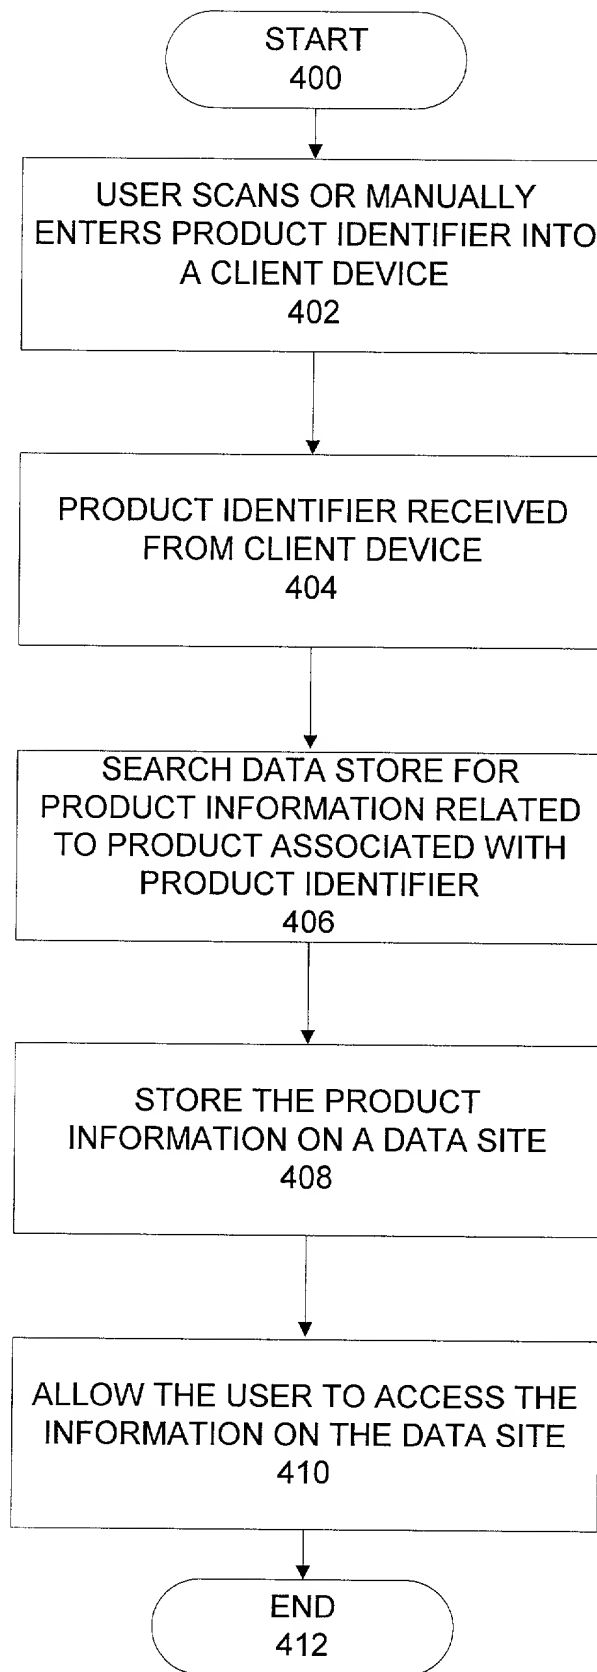 START
400
USER SCANS OR MANUALLY
ENTERS PRODUCT IDENTIFIER INTO
A CLIENT DEVICE
402
PRODUCT IDENTIFIER RECEIVED
FROM CLIENT DEVICE
404
SEARCH DATA STORE FOR
PRODUCT INFORMATION RELATED
TO PRODUCT ASSOCIATED WITH
PRODUCT IDENTIFIER
406
STORE THE PRODUCT
INFORMATION ON A DATA SITE
408
ALLOW THE USER TO ACCESS THE
INFORMATION ON THE DATA SITE
410
END
412